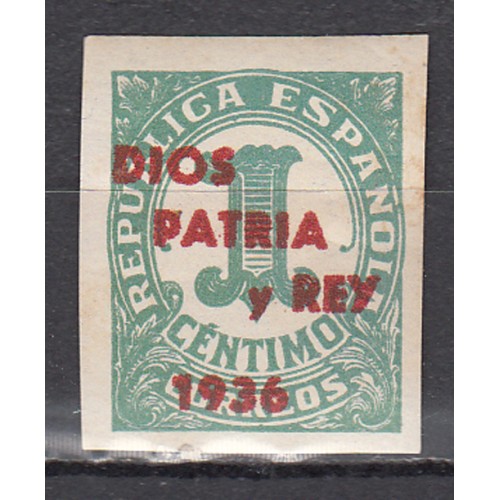 REPUBLICA ESPAÑOLA
1
CÉNTIMO
CORREOS
DIOS
PATRIA
y REY
1936